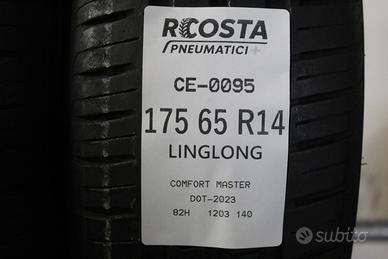 RCOSTA
PNEUMATICI+
CE-0095
175 65 R14
LINGLONG
COMFORT MASTER
DOT-2023
82H 1203 140
subito